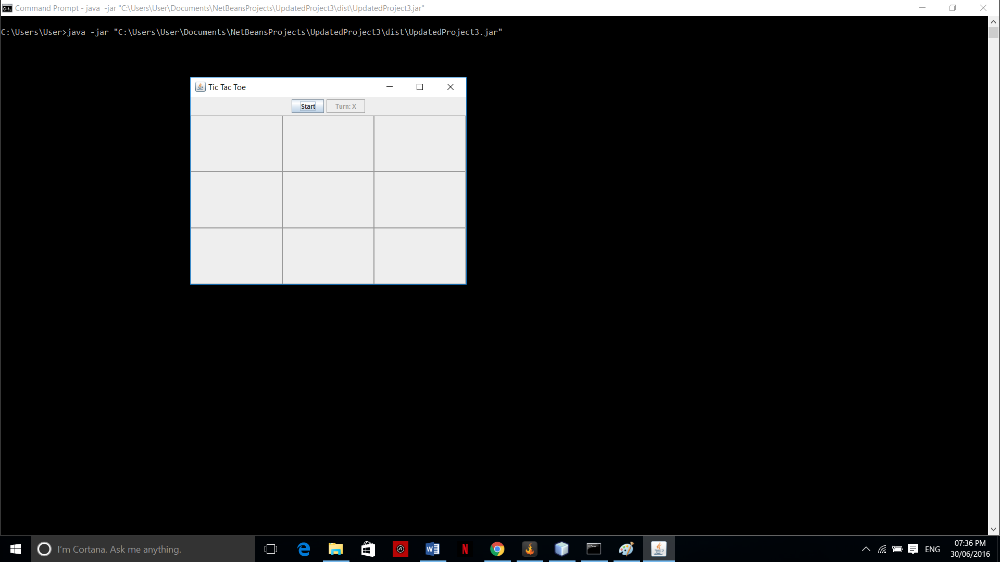 Command Prompt - java  -jar "C:\Users\User\Documents\NetBeansProjects\UpdatedProject3\dist\UpdatedProject3.jar"
C:\Users\User>java -jar "C:\Users\User\Documents\NetBeansProjects\UpdatedProject3\dist\UpdatedProject3.jar"
Tic Tac Toe
Start Turn: X
I'm Cortana. Ask me anything.
ENG
07:36 PM
30/06/2016